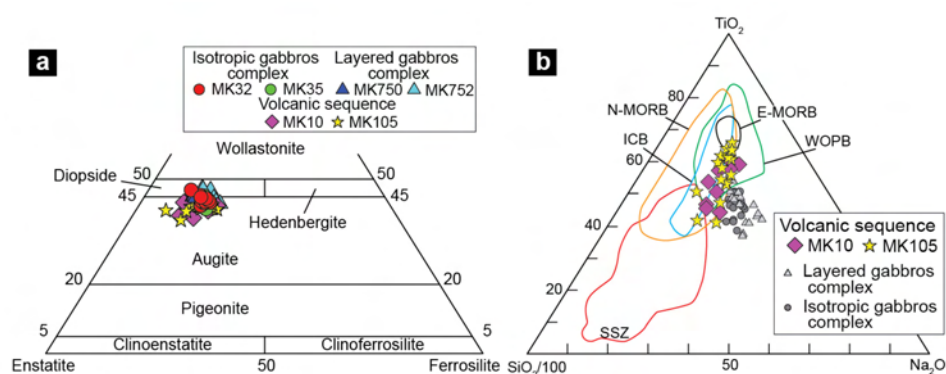 a
Isotropic gabbros complex
Layered gabbros complex
MK32 MK35 MK750 MK752
Volcanic sequence
MK10 MK105
Wollastonite
50 50
Diopside
45 45
Hedenbergite
Augite
20 20
Pigeonite
5 5
Clinoenstatite Clinoferrosilite
Enstatite 50 Ferrosilite
b
TiO₂
80
N-MORB E-MORB
ICB WOPB
60
40
20
SSZ
SiO₂/100 50 Na₂O
Volcanic sequence
MK10 MK105
Layered gabbros
complex
Isotropic gabbros
complex